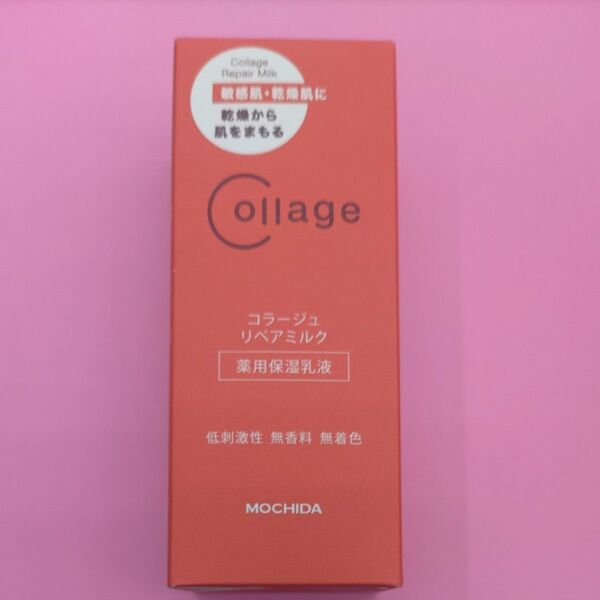 Collage
Repair Milk
敏感肌・乾燥肌に
乾燥から
肌をまもる
Collage
コラージュ
リペアミルク
薬用保湿乳液
低刺激性 無香料 無着色
MOCHIDA